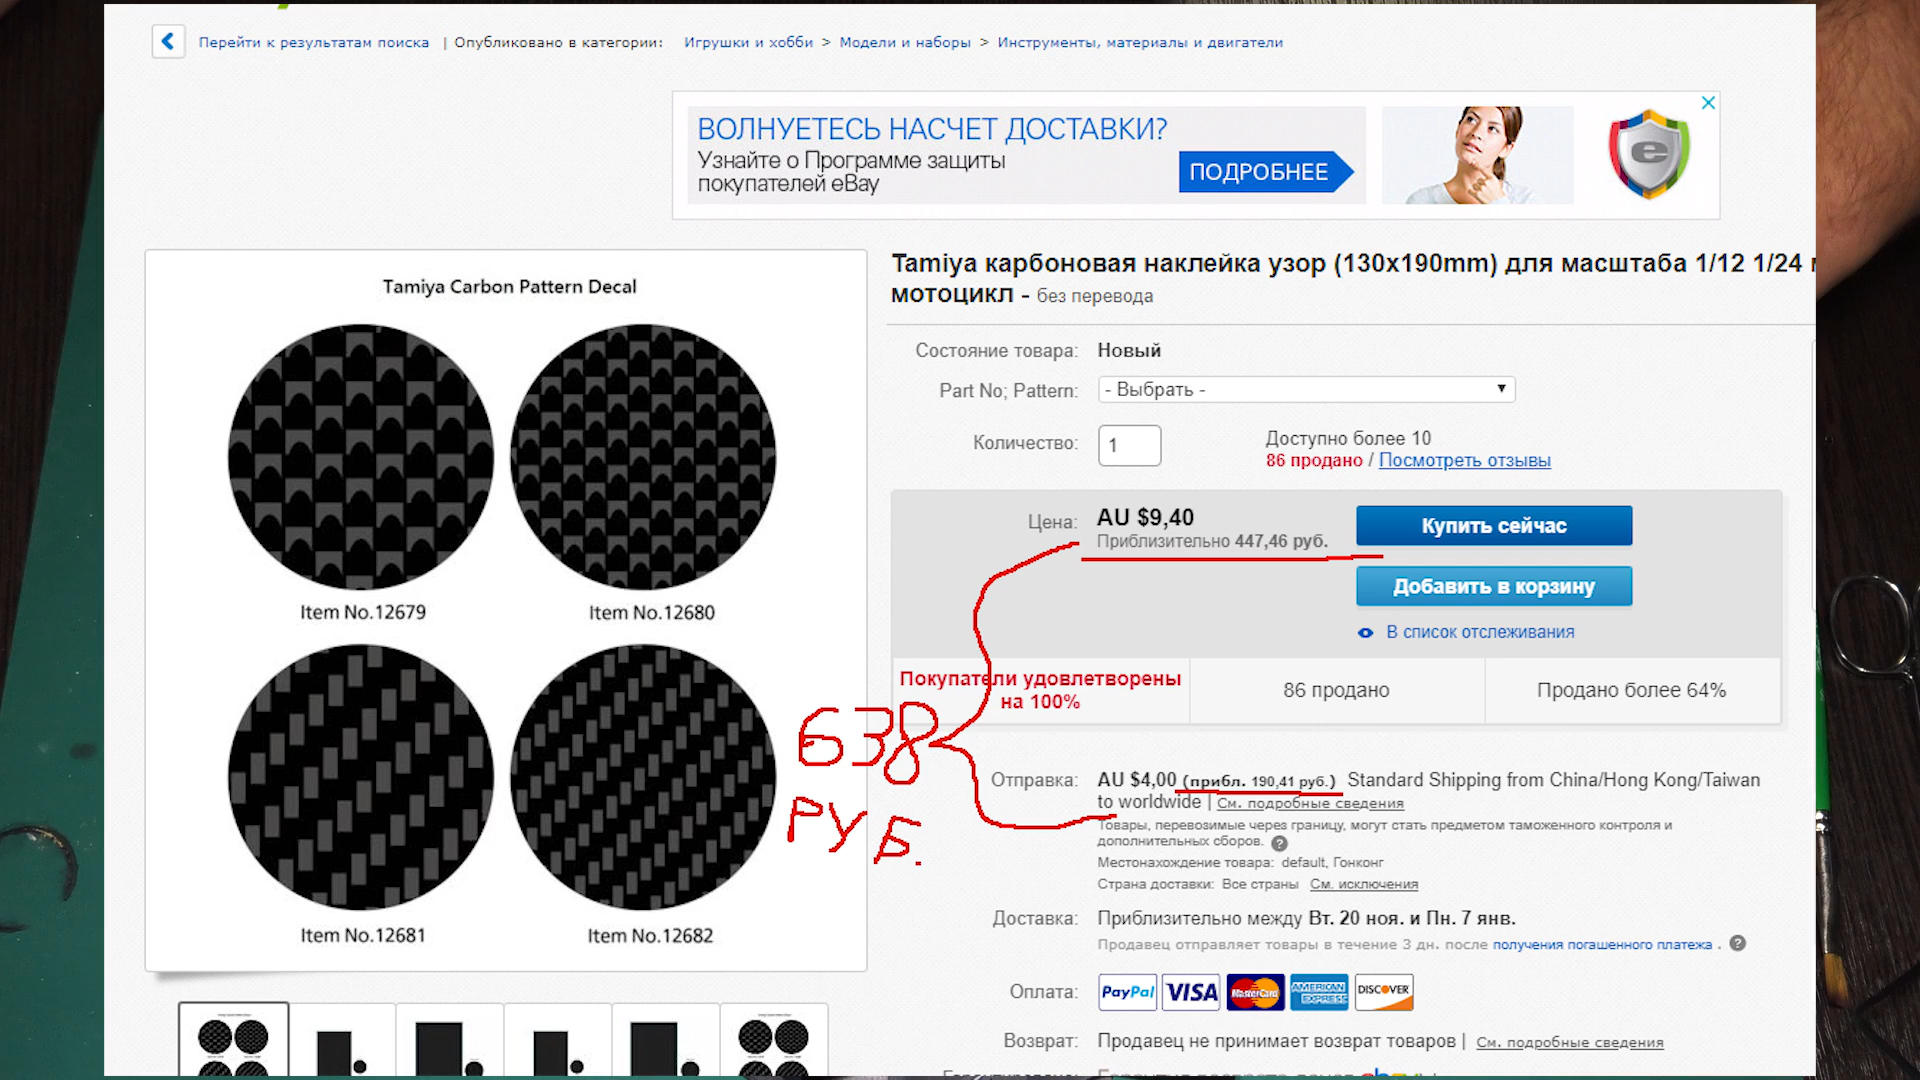 Перейти к результатам поиска | Опубликовано в категории: Игрушки и хобби > Модели и наборы > Инструменты, материалы и двигатели
ВОЛНУЕТЕСЬ НАСЧЕТ ДОСТАВКИ?
Узнайте о Программе защиты
покупателей eBay
ПОДРОБНЕЕ
e
Tamiya Carbon Pattern Decal
Item No.12679
Item No.12680
Item No.12681
Item No.12682
Tamiya карбоновая наклейка узор (130x190mm) для масштаба 1/12 1/24
мотоцикл - без перевода
Состояние товара: Новый
Part No; Pattern: - Выбрать -
Количество: 1
Доступно более 10
86 продано / Посмотреть отзывы
Цена: AU $9,40
Приблизительно 447,46 руб.
Купить сейчас
Добавить в корзину
В список отслеживания
Покупатели удовлетворены
на 100%
86 продано
Продано более 64%
638
РУБ.
Отправка: AU $4,00 (прибл. 190,41 руб.) Standard Shipping from China/Hong Kong/Taiwan
to worldwide | См. подробные сведения
Товары, перевозимые через границу, могут стать предметом таможенного контроля и
дополнительных сборов. ?
Местонахождение товара: default, Гонконг
Страна доставки: Все страны См. исключения
Доставка: Приблизительно между Вт. 20 ноя. и Пн. 7 янв.
Продавец отправляет товары в течение 3 дн. после получения погашенного платежа . ?
Оплата: PayPal VISA MasterCard AMERICAN EXPRESS DISCOVER
Возврат: Продавец не принимает возврат товаров | См. подробные сведения